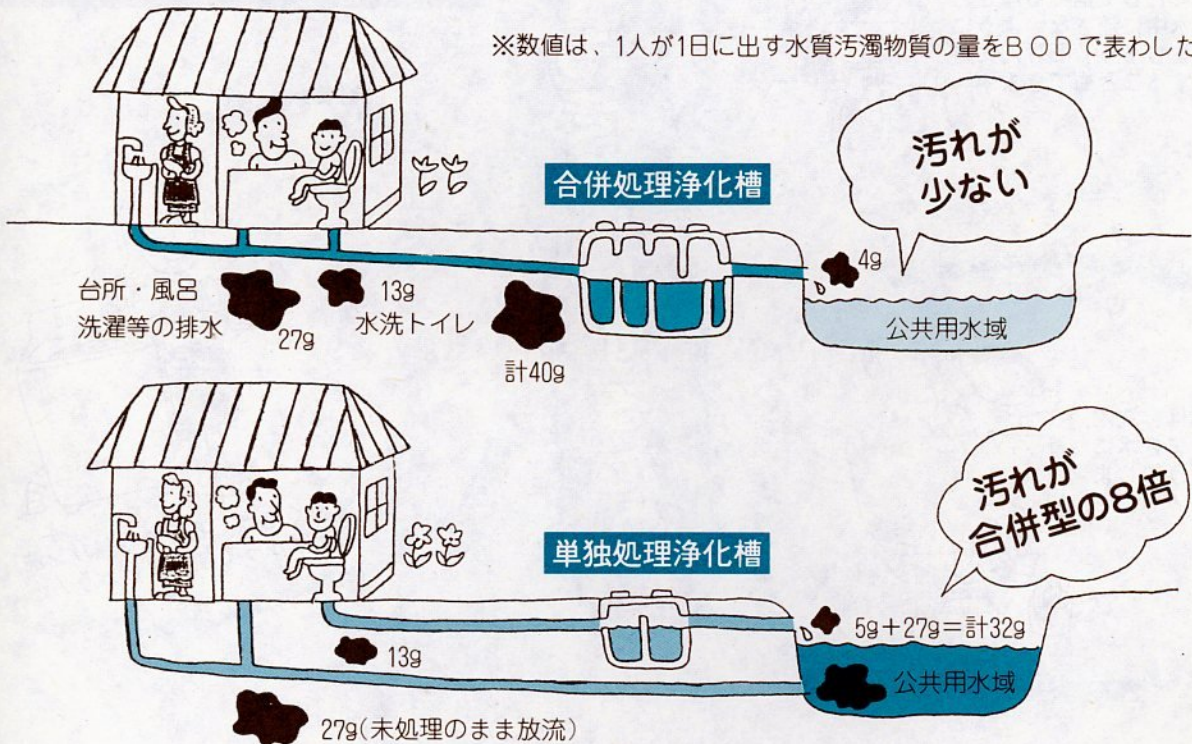 ※数値は、1人が1日に出す水質汚濁物質の量をBODで表わした
汚れが
少ない
合併処理浄化槽
4g
台所・風呂
洗濯等の排水
27g
13g
水洗トイレ
計40g
公共用水域
汚れが
合併型の8倍
単独処理浄化槽
5g+27g=計32g
13g
公共用水域
27g(未処理のまま放流)